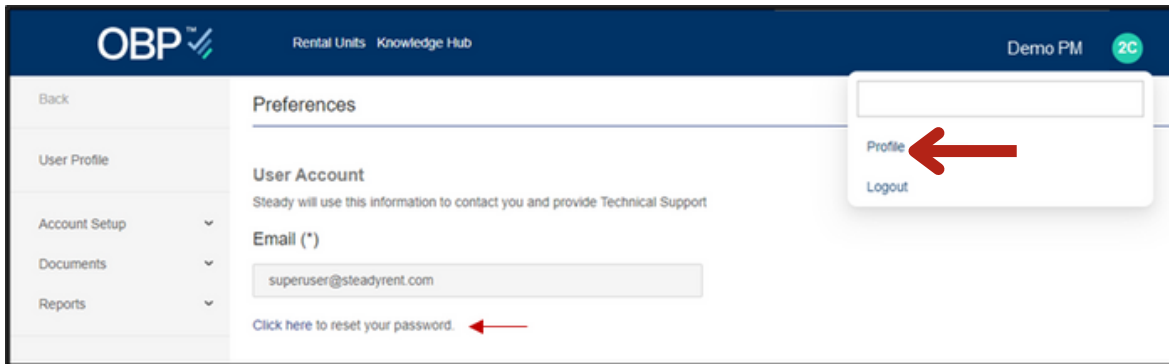 OBP™
Rental Units Knowledge Hub
Demo PM
2C
Back
User Profile
Account Setup
Documents
Reports
Preferences
User Account
Steady will use this information to contact you and provide Technical Support
Email (*)
superuser@steadyrent.com
Click here to reset your password.
Profile
Logout